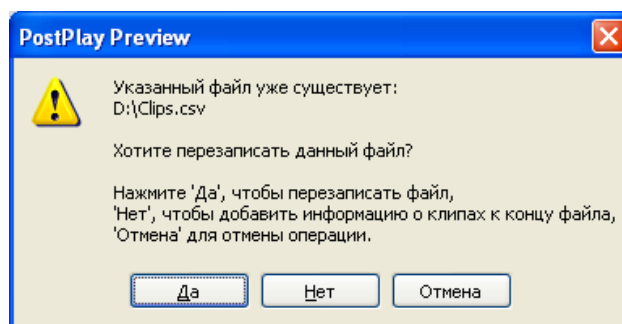 PostPlay Preview
Указанный файл уже существует:
D:\Clips.csv
Хотите перезаписать данный файл?
Нажмите 'Да', чтобы перезаписать файл,
'Нет', чтобы добавить информацию о клипах к концу файла,
'Отмена' для отмены операции.
Да Нет Отмена